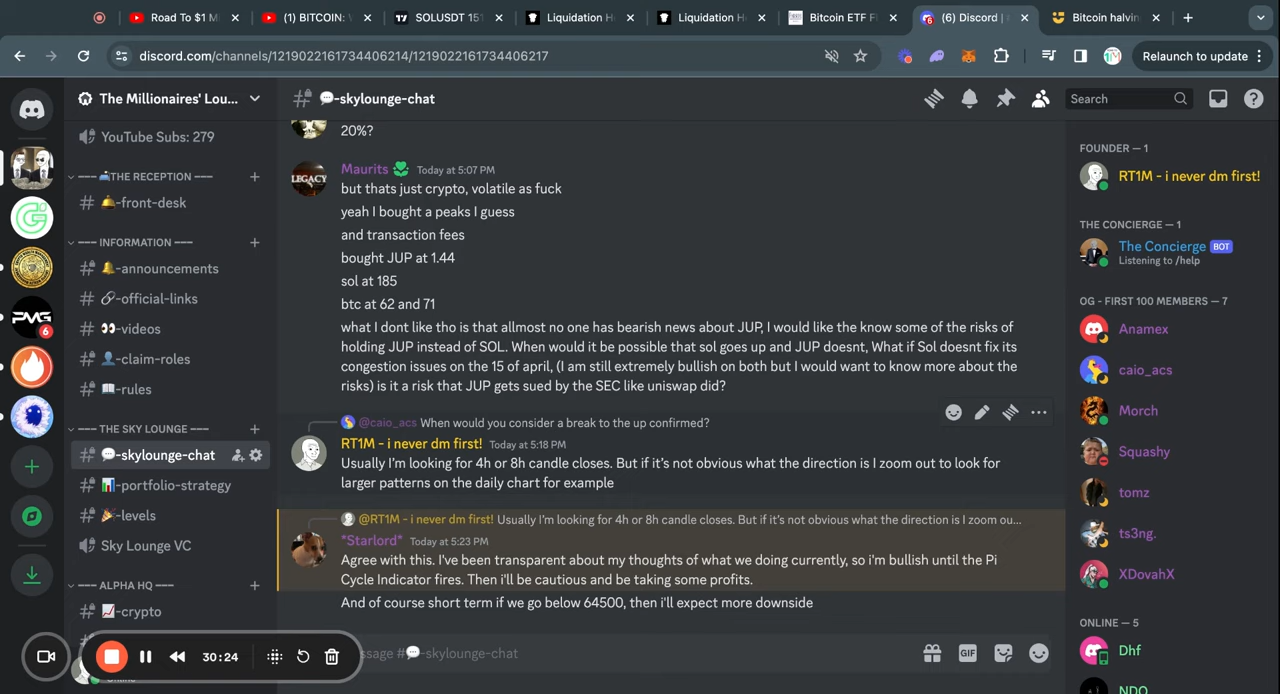 Road To $1 Mi
(1) BITCOIN: V
SOLUSDT 151
Liquidation H
Liquidation He
Bitcoin ETF F
(6) Discord |
Bitcoin halvin
discord.com/channels/1219022161734406214/1219022161734406217
Relaunch to update
The Millionaires' Lou...
💬-skylounge-chat
Search
YouTube Subs: 279
--- 🛋THE RECEPTION ---
🛎-front-desk
--- INFORMATION ---
🔔-announcements
🔗-official-links
👀-videos
👤-claim-roles
📖-rules
--- THE SKY LOUNGE ---
💬-skylounge-chat
📊-portfolio-strategy
🎉-levels
Sky Lounge VC
--- ALPHA HQ ---
📈-crypto
Online
LEGACY
PMG
6
20%?
Maurits Today at 5:07 PM
but thats just crypto, volatile as fuck
yeah I bought a peaks I guess
and transaction fees
bought JUP at 1.44
sol at 185
btc at 62 and 71
what I dont like tho is that allmost no one has bearish news about JUP, I would like the know some of the risks of
holding JUP instead of SOL. When would it be possible that sol goes up and JUP doesnt, What if Sol doesnt fix its
congestion issues on the 15 of april, (I am still extremely bullish on both but I would want to know more about the
risks) is it a risk that JUP gets sued by the SEC like uniswap did?
@caio_acs When would you consider a break to the up confirmed?
RT1M - i never dm first! Today at 5:18 PM
Usually I'm looking for 4h or 8h candle closes. But if it's not obvious what the direction is I zoom out to look for
larger patterns on the daily chart for example
@RT1M - i never dm first! Usually I'm looking for 4h or 8h candle closes. But if it's not obvious what the direction is I zoom ou...
*Starlord* Today at 5:23 PM
Agree with this. I've been transparent about my thoughts of what we doing currently, so i'm bullish until the Pi
Cycle Indicator fires. Then i'll be cautious and be taking some profits.
And of course short term if we go below 64500, then i'll expect more downside
30:24
ssage #💬-skylounge-chat
GIF
FOUNDER — 1
RT1M - i never dm first!
THE CONCIERGE — 1
The Concierge BOT
Listening to /help
OG - FIRST 100 MEMBERS — 7
Anamex
caio_acs
Morch
Squashy
tomz
ts3ng.
XDovahX
ONLINE — 5
Dhf
NDO